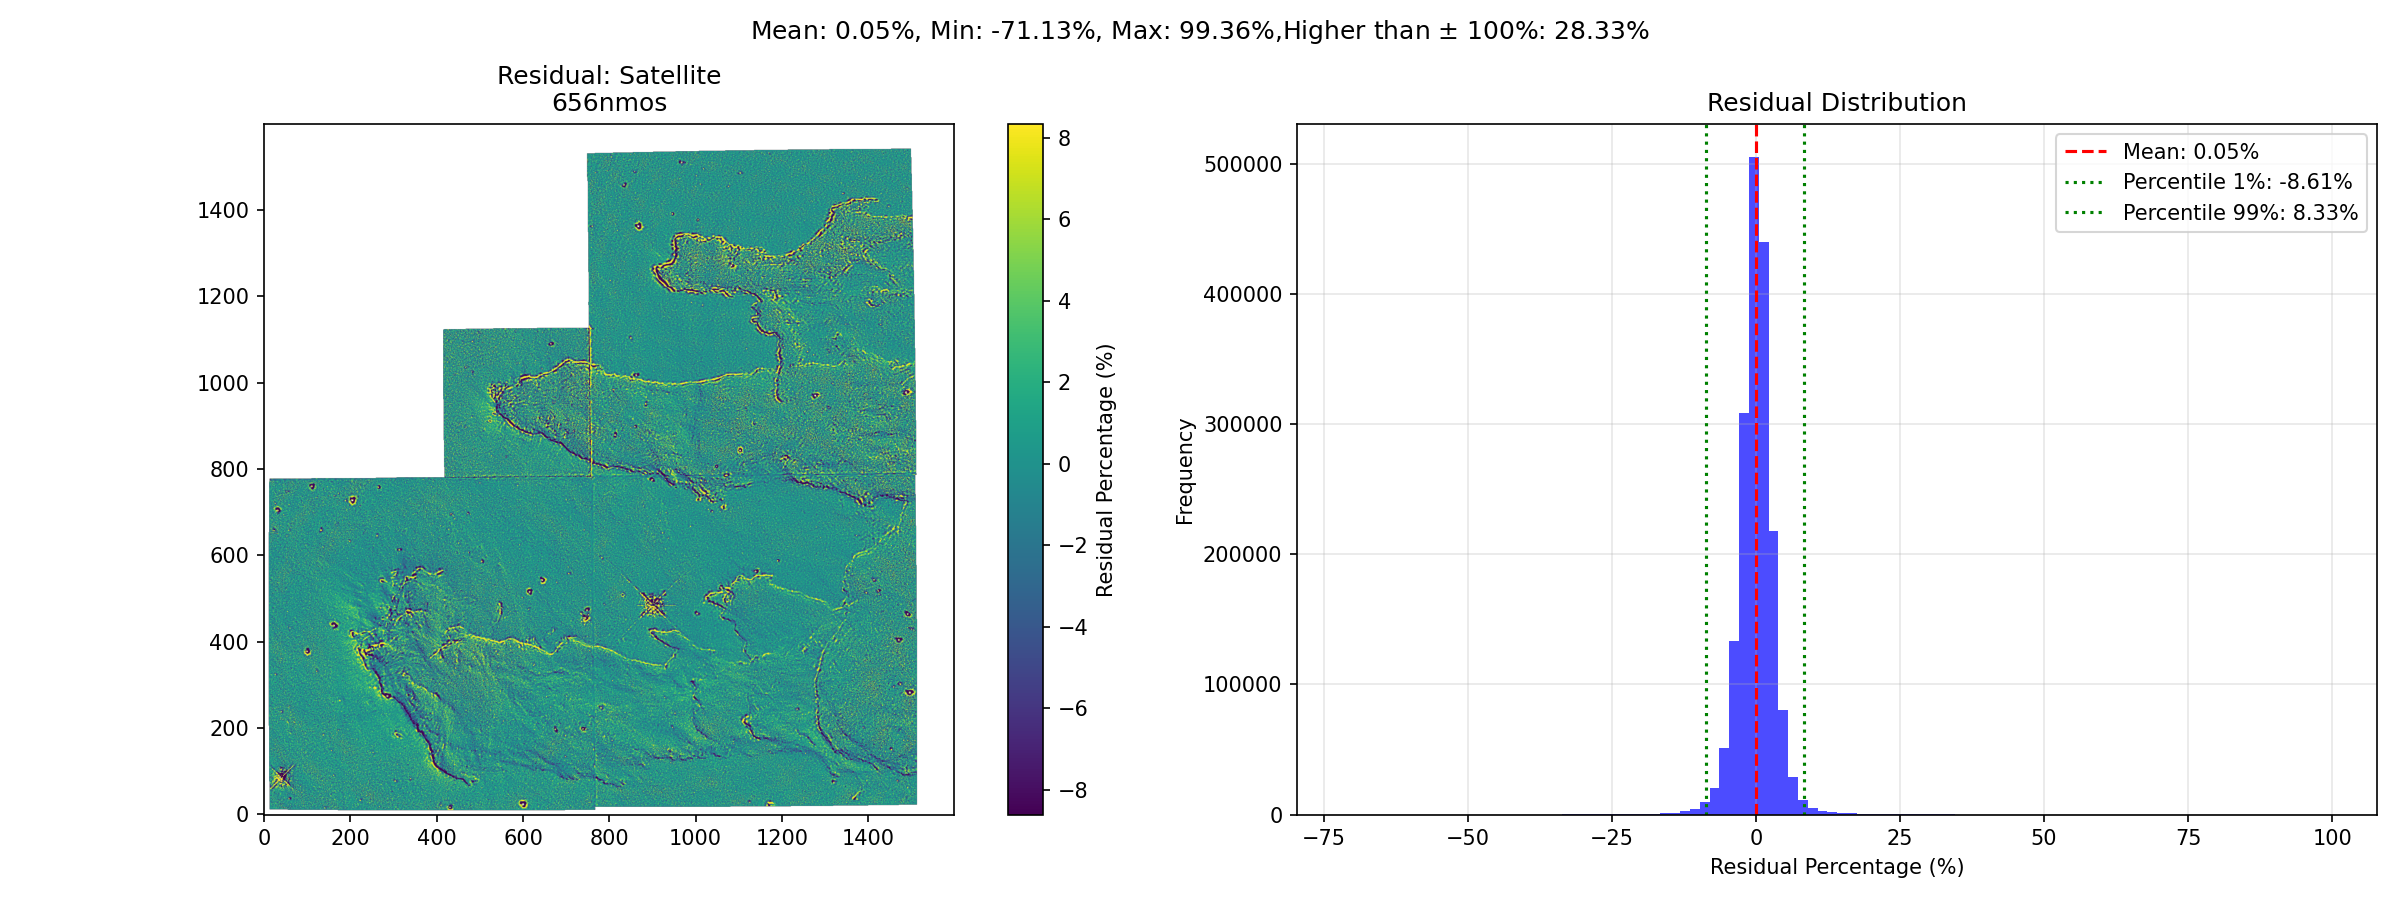 Mean: 0.05%, Min: -71.13%, Max: 99.36%,Higher than ± 100%: 28.33%
Residual: Satellite
656nmos
1400
1200
1000
800
600
400
200
0
0 200 400 600 800 1000 1200 1400
8
6
4
2
0
−2
−4
−6
−8
Residual Percentage (%)
Residual Distribution
Frequency
500000
400000
300000
200000
100000
0
−75 −50 −25 0 25 50 75 100
Residual Percentage (%)
Mean: 0.05%
Percentile 1%: -8.61%
Percentile 99%: 8.33%